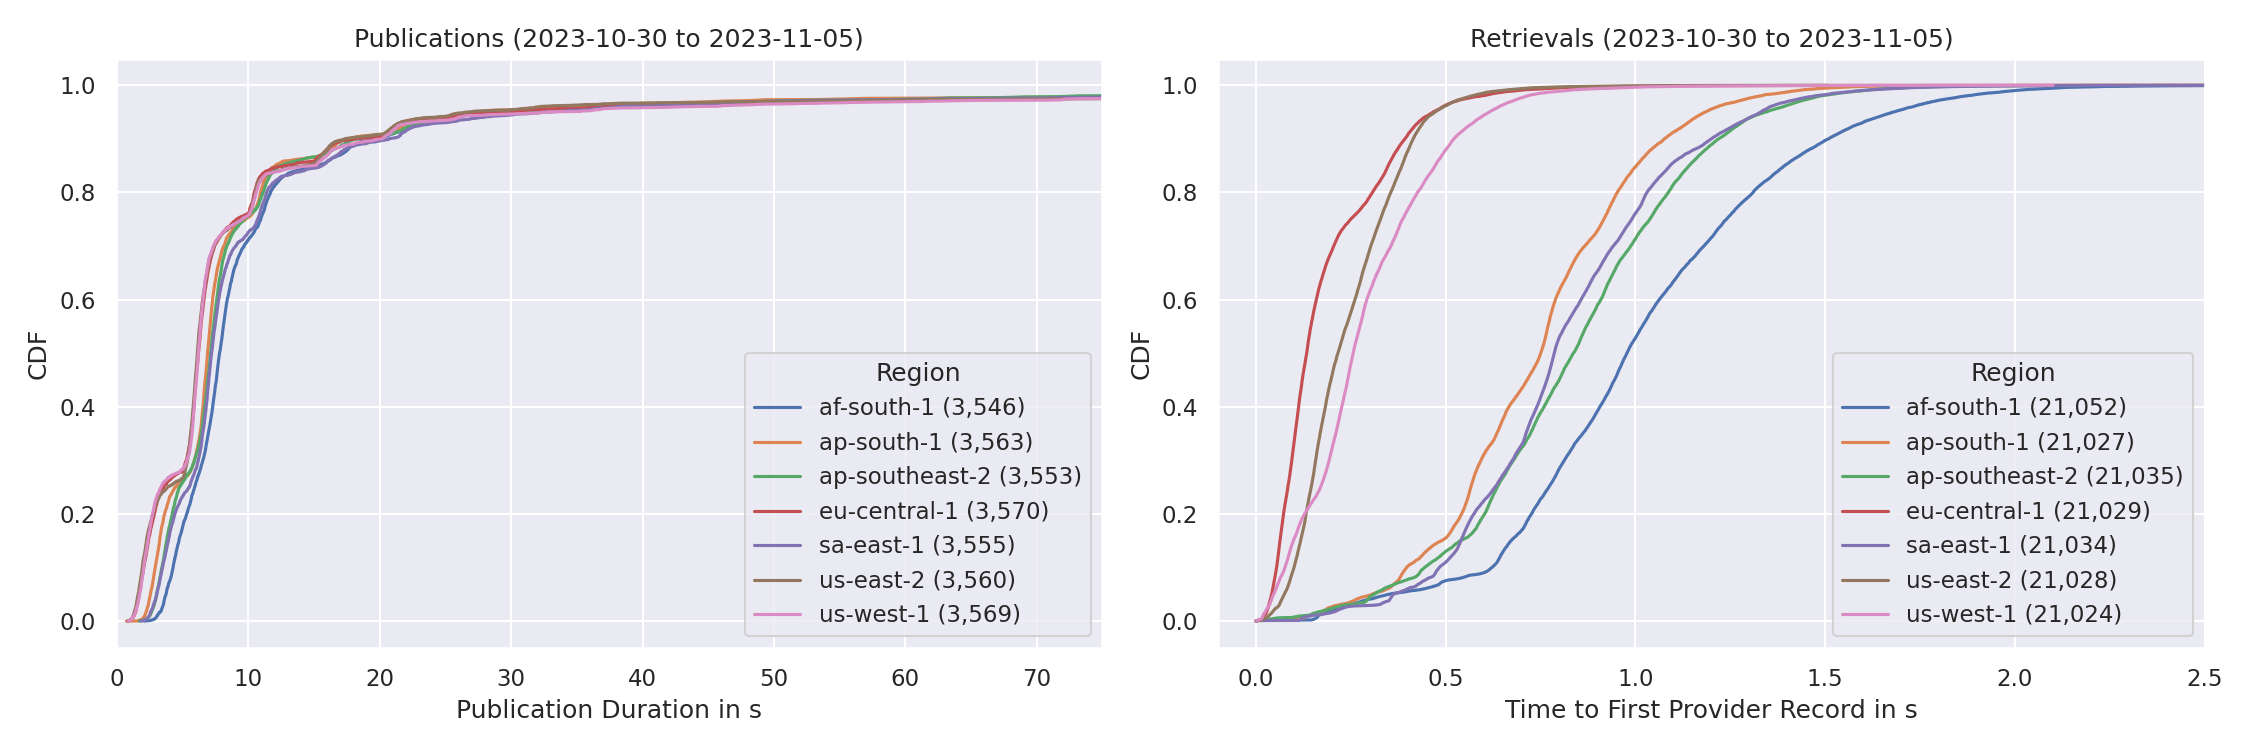 Publications (2023-10-30 to 2023-11-05)
1.0
0.8
0.6
0.4
0.2
0.0
CDF
0 10 20 30 40 50 60 70
Publication Duration in s
Region
af-south-1 (3,546)
ap-south-1 (3,563)
ap-southeast-2 (3,553)
eu-central-1 (3,570)
sa-east-1 (3,555)
us-east-2 (3,560)
us-west-1 (3,569)
Retrievals (2023-10-30 to 2023-11-05)
1.0
0.8
0.6
0.4
0.2
0.0
CDF
0.0 0.5 1.0 1.5 2.0 2.5
Time to First Provider Record in s
Region
af-south-1 (21,052)
ap-south-1 (21,027)
ap-southeast-2 (21,035)
eu-central-1 (21,029)
sa-east-1 (21,034)
us-east-2 (21,028)
us-west-1 (21,024)